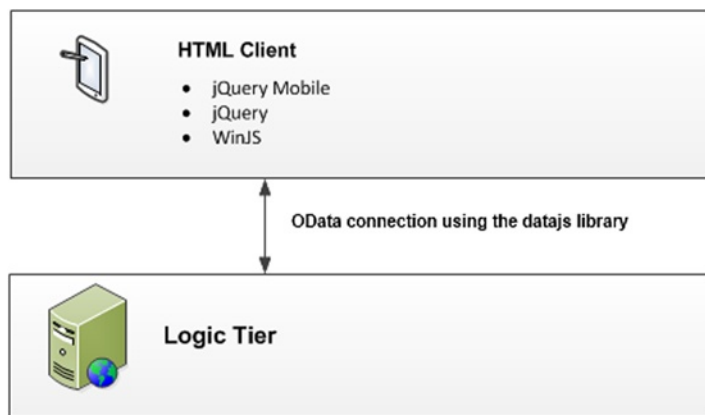 HTML Client
• jQuery Mobile
• jQuery
• WinJS
OData connection using the datajs library
Logic Tier